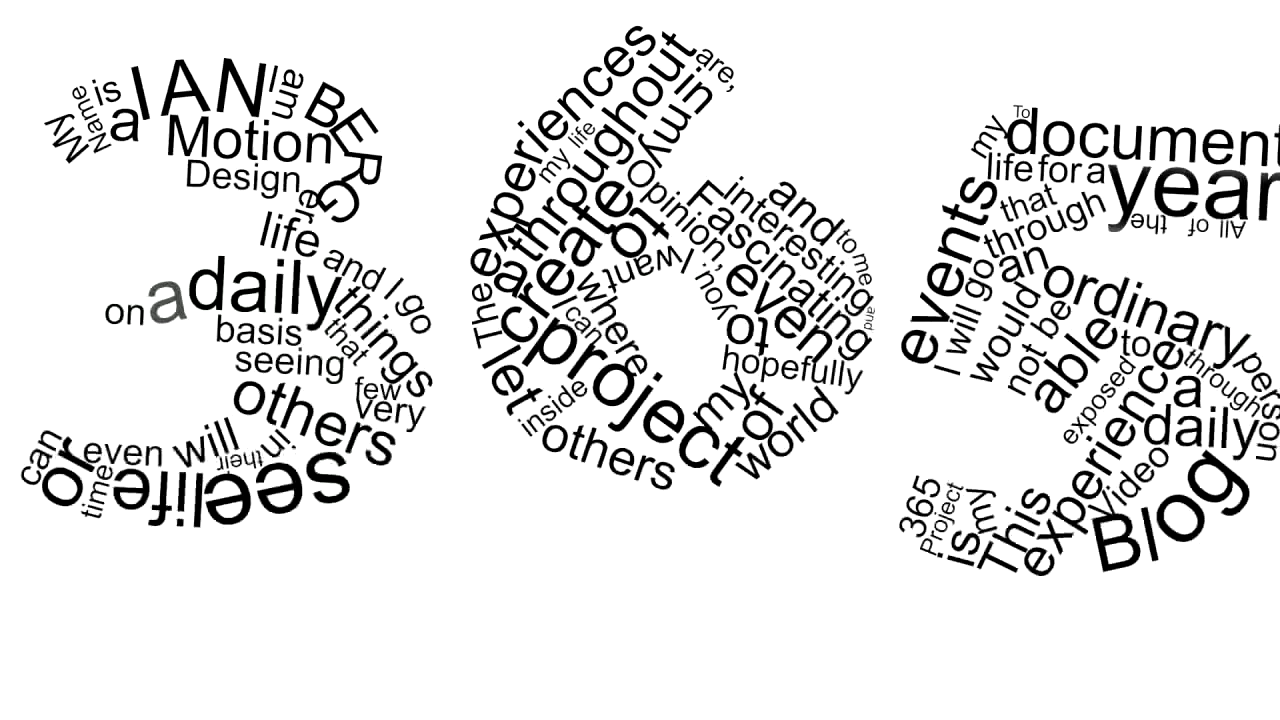 My
Name
is
IAN
BERG
I am
a
Motion
Designer
life
and I go
on
a
daily
things
basis
that
seeing
few
very
others
even will
in
their
life
see
or
can
time
The experiences
throughout
are,
in my
my life
a
create
to
Opinion,
I want
you,
Fascinating
interesting
and
to me
and
even
to
hopefully
where
I can
project
let
inside
others
my
of
world
To
document
my
life for a
year
All of the
events
that
through
I will go
an
ordinary
person
would
not be
able
to
exposed
through
experience
a
daily
Video
Blog
This
is
my
365
Project